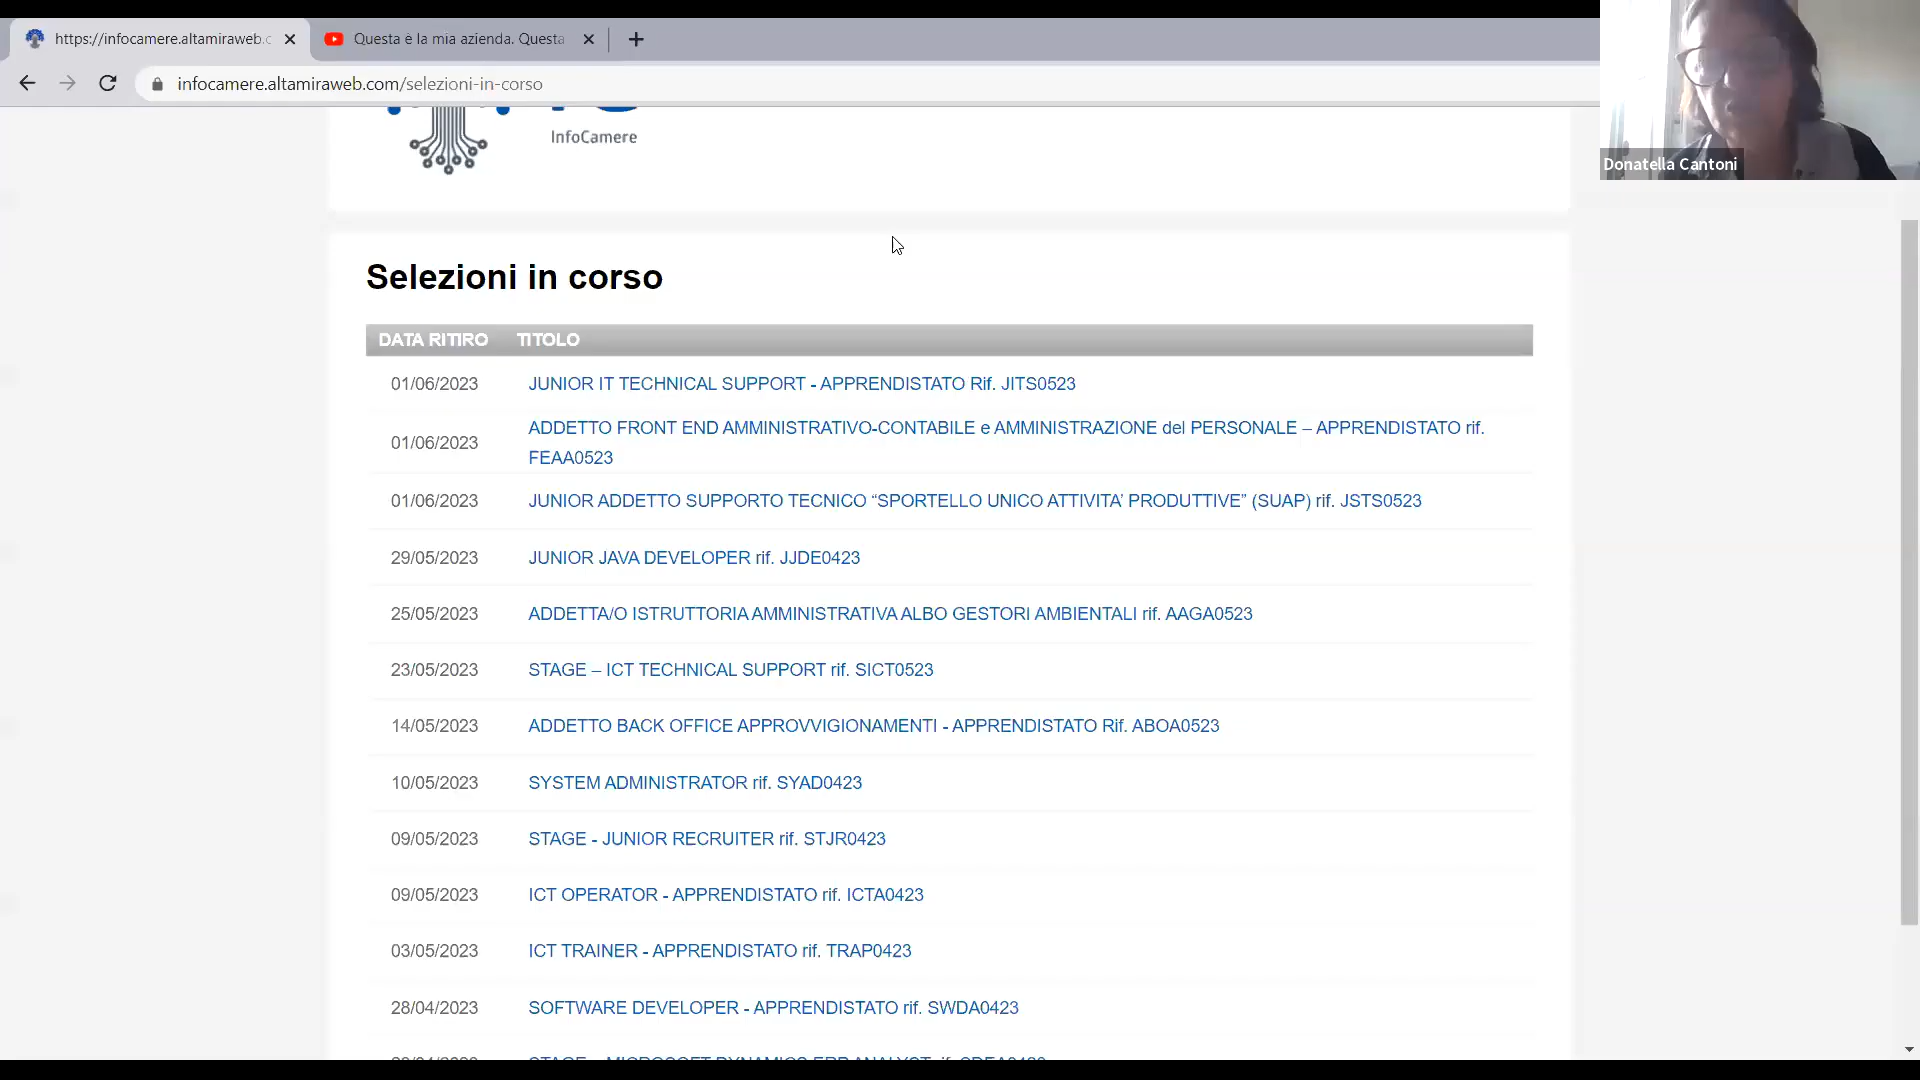 https://infocamere.altamiraweb.c
Questa è la mia azienda. Questa
infocamere.altamiraweb.com/selezioni-in-corso
Donatella Cantoni
InfoCamere
Selezioni in corso
DATA RITIRO TITOLO
01/06/2023 JUNIOR IT TECHNICAL SUPPORT - APPRENDISTATO Rif. JITS0523
01/06/2023 ADDETTO FRONT END AMMINISTRATIVO-CONTABILE e AMMINISTRAZIONE del PERSONALE – APPRENDISTATO rif.
FEAA0523
01/06/2023 JUNIOR ADDETTO SUPPORTO TECNICO “SPORTELLO UNICO ATTIVITA’ PRODUTTIVE” (SUAP) rif. JSTS0523
29/05/2023 JUNIOR JAVA DEVELOPER rif. JJDE0423
25/05/2023 ADDETTA/O ISTRUTTORIA AMMINISTRATIVA ALBO GESTORI AMBIENTALI rif. AAGA0523
23/05/2023 STAGE – ICT TECHNICAL SUPPORT rif. SICT0523
14/05/2023 ADDETTO BACK OFFICE APPROVVIGIONAMENTI - APPRENDISTATO Rif. ABOA0523
10/05/2023 SYSTEM ADMINISTRATOR rif. SYAD0423
09/05/2023 STAGE - JUNIOR RECRUITER rif. STJR0423
09/05/2023 ICT OPERATOR - APPRENDISTATO rif. ICTA0423
03/05/2023 ICT TRAINER - APPRENDISTATO rif. TRAP0423
28/04/2023 SOFTWARE DEVELOPER - APPRENDISTATO rif. SWDA0423
STAGE – MICROSOFT DYNAMICS ERP ANALYST rif.